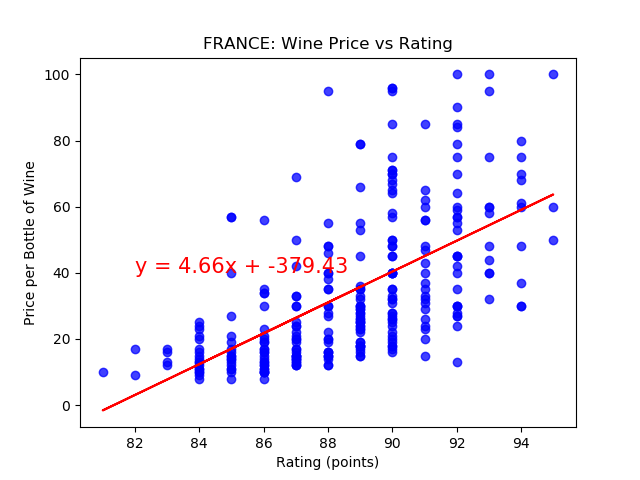 FRANCE: Wine Price vs Rating
100
80
60
40
20
0
Price per Bottle of Wine
y = 4.66x + -379.43
82 84 86 88 90 92 94
Rating (points)